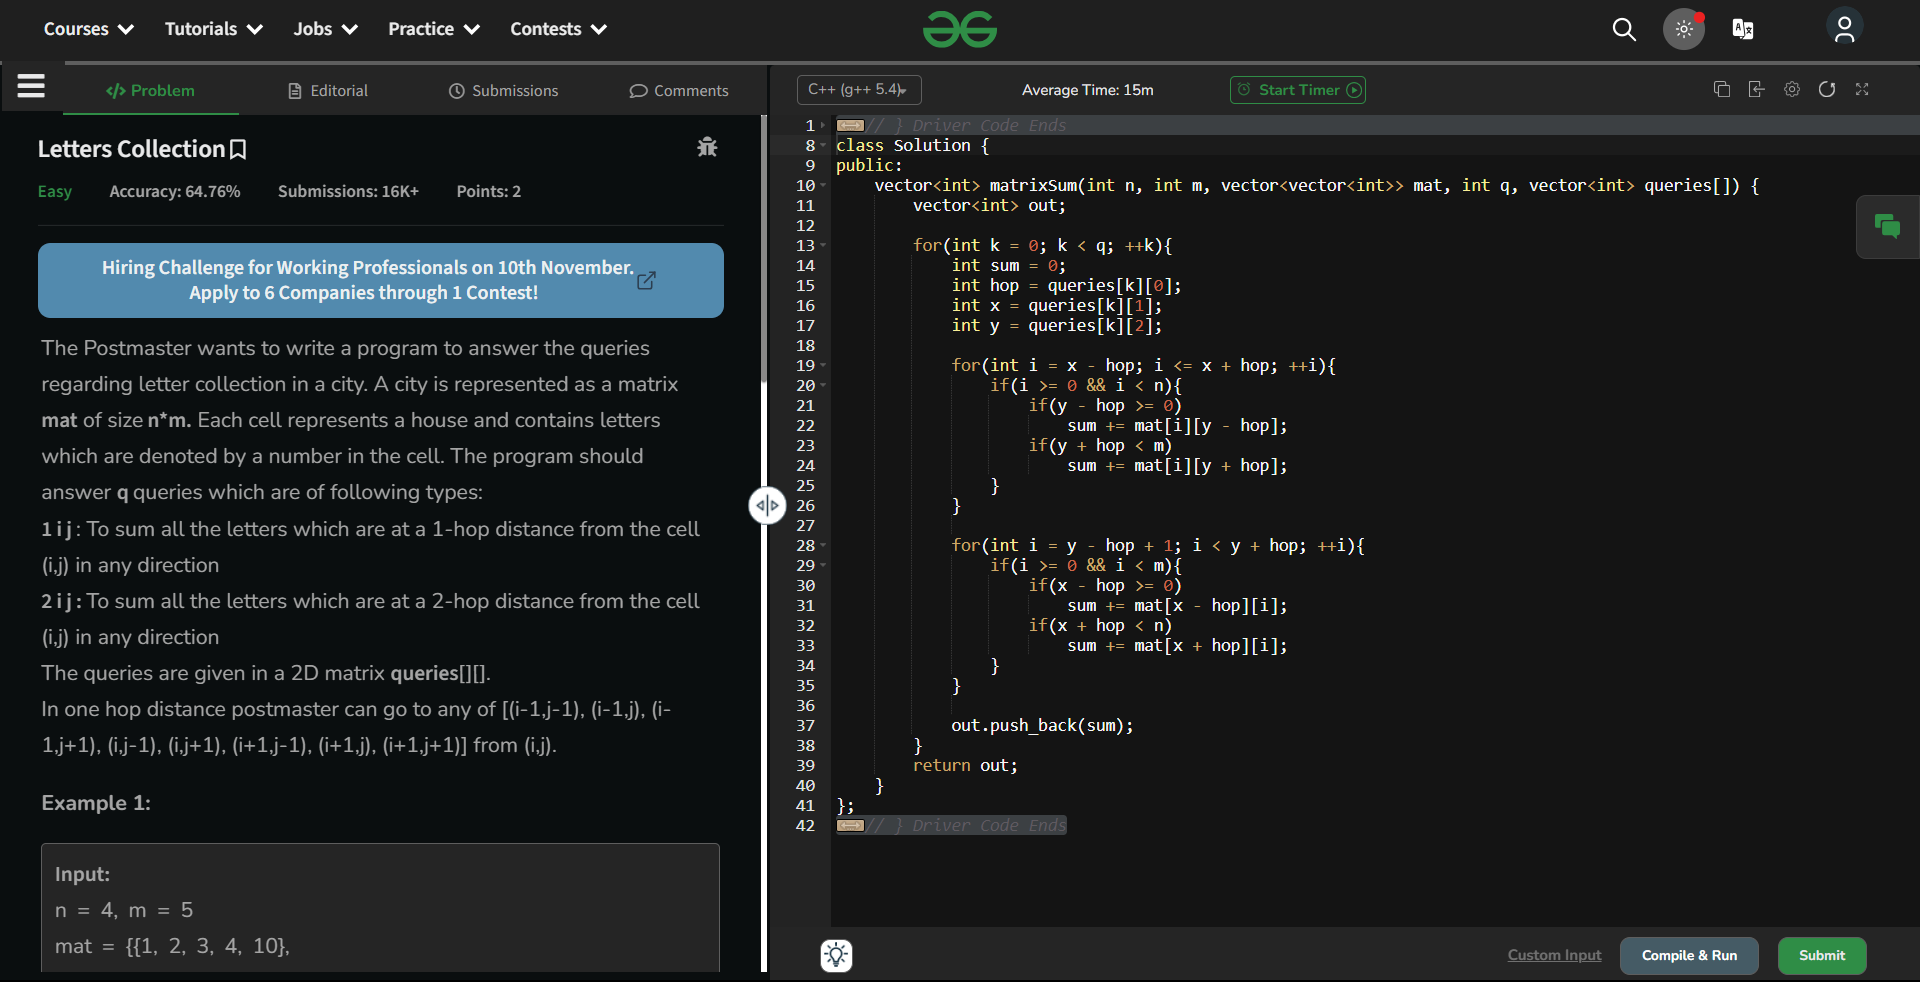 Courses Tutorials Jobs Practice Contests
</> Problem Editorial Submissions Comments
Letters Collection
Easy Accuracy: 64.76% Submissions: 16K+ Points: 2
Hiring Challenge for Working Professionals on 10th November.
Apply to 6 Companies through 1 Contest!
The Postmaster wants to write a program to answer the queries
regarding letter collection in a city. A city is represented as a matrix
mat of size n*m. Each cell represents a house and contains letters
which are denoted by a number in the cell. The program should
answer q queries which are of following types:
1 i j : To sum all the letters which are at a 1-hop distance from the cell
(i,j) in any direction
2 i j : To sum all the letters which are at a 2-hop distance from the cell
(i,j) in any direction
The queries are given in a 2D matrix queries[][].
In one hop distance postmaster can go to any of [(i-1,j-1), (i-1,j), (i-
1,j+1), (i,j-1), (i,j+1), (i+1,j-1), (i+1,j), (i+1,j+1)] from (i,j).
Example 1:
Input:
n = 4, m = 5
mat = {{1, 2, 3, 4, 10},
C++ (g++ 5.4) Average Time: 15m Start Timer
1 // } Driver Code Ends
8 class Solution {
9 public:
10 vector<int> matrixSum(int n, int m, vector<vector<int>> mat, int q, vector<int> queries[]) {
11 vector<int> out;
12
13 for(int k = 0; k < q; ++k){
14 int sum = 0;
15 int hop = queries[k][0];
16 int x = queries[k][1];
17 int y = queries[k][2];
18
19 for(int i = x - hop; i <= x + hop; ++i){
20 if(i >= 0 && i < n){
21 if(y - hop >= 0)
22 sum += mat[i][y - hop];
23 if(y + hop < m)
24 sum += mat[i][y + hop];
25 }
26 }
27
28 for(int i = y - hop + 1; i < y + hop; ++i){
29 if(i >= 0 && i < m){
30 if(x - hop >= 0)
31 sum += mat[x - hop][i];
32 if(x + hop < n)
33 sum += mat[x + hop][i];
34 }
35 }
36
37 out.push_back(sum);
38 }
39 return out;
40 }
41 };
42 // } Driver Code Ends
Custom Input Compile & Run Submit